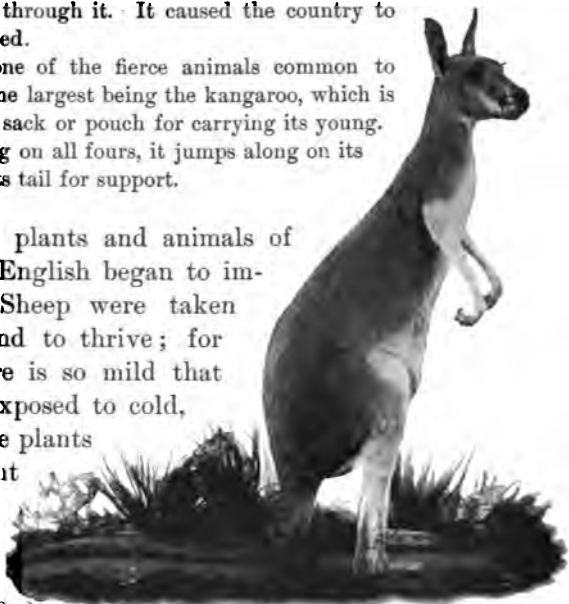 through it. It caused the country to
ed.
one of the fierce animals common to
he largest being the kangaroo, which is
sack or pouch for carrying its young.
g on all fours, it jumps along on its
s tail for support.
plants and animals of
English began to im-
Sheep were taken
nd to thrive; for
re is so mild that
xposed to cold,
e plants
ut